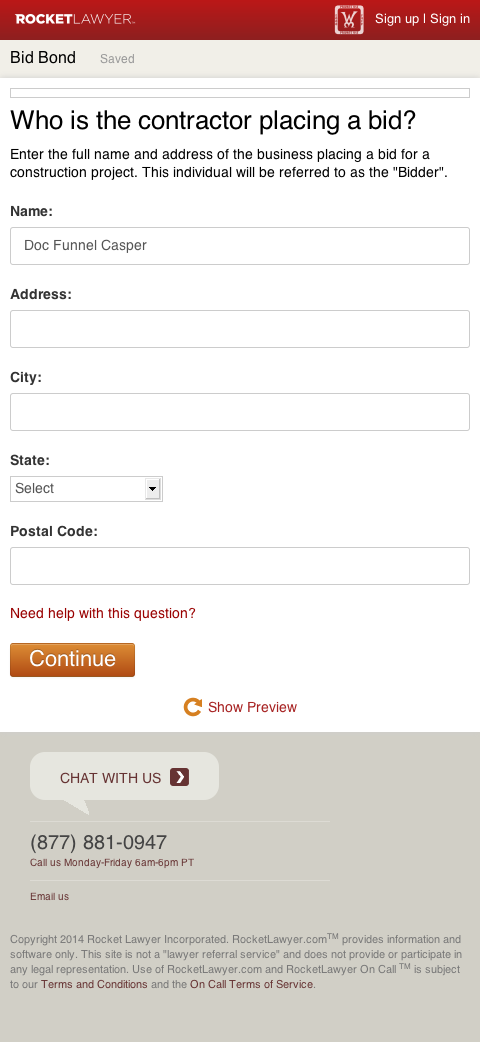 ROCKETLAWYER
Sign up | Sign in
Bid Bond
Saved
Who is the contractor placing a bid?
Enter the full name and address of the business placing a bid for a
construction project. This individual will be referred to as the "Bidder".
Name:
Doc Funnel Casper
Address:
City:
State:
Select
Postal Code:
Need help with this question?
Continue
Show Preview
CHAT WITH US
(877) 881-0947
Call us Monday-Friday 6am-6pm PT
Email us
Copyright 2014 Rocket Lawyer Incorporated. RocketLawyer.com™ provides information and
software only. This site is not a "lawyer referral service" and does not provide or participate in
any legal representation. Use of RocketLawyer.com and RocketLawyer On Call ™ is subject
to our Terms and Conditions and the On Call Terms of Service.